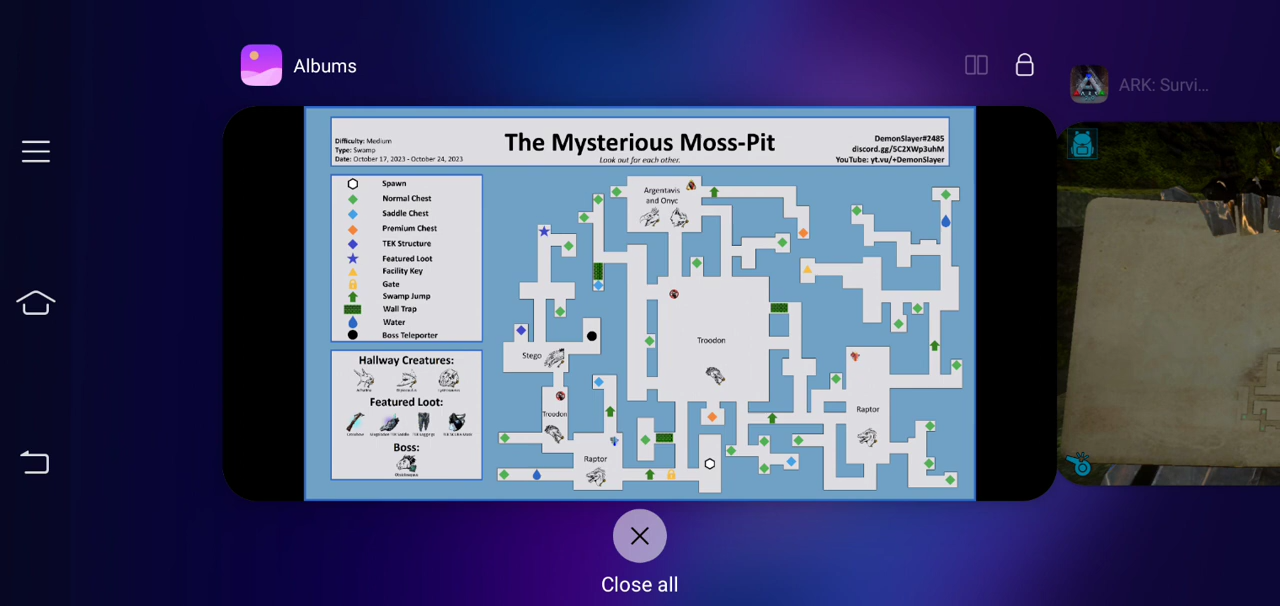 Albums
ARK: Survi...
Difficulty: Medium
Type: Swamp
Date: October 17, 2023 - October 24, 2023
The Mysterious Moss-Pit
Look out for each other.
DemonSlayer#2485
discord.gg/5C2XWp3uhM
YouTube: yt.vu/+DemonSlayer
Spawn
Normal Chest
Saddle Chest
Premium Chest
TEK Structure
Featured Loot
Facility Key
Gate
Swamp Jump
Wall Trap
Water
Boss Teleporter
Hallway Creatures:
Featured Loot:
Boss:
Argentavis
and Onyc
Troodon
Stego
Troodon
Raptor
Raptor
Close all